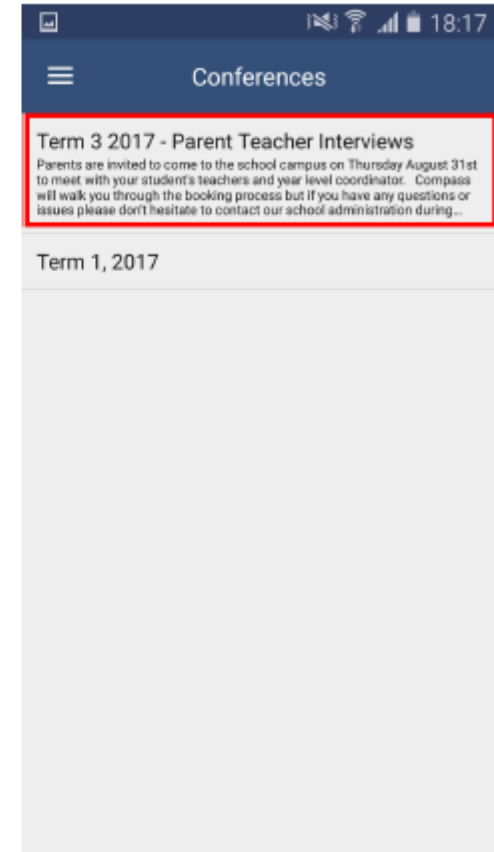 18:17
Conferences
Term 3 2017 - Parent Teacher Interviews
Parents are invited to come to the school campus on Thursday August 31st
to meet with your student's teachers and year level coordinator.   Compass
will walk you through the booking process but if you have any questions or
issues please don't hesitate to contact our school administration during...
Term 1, 2017